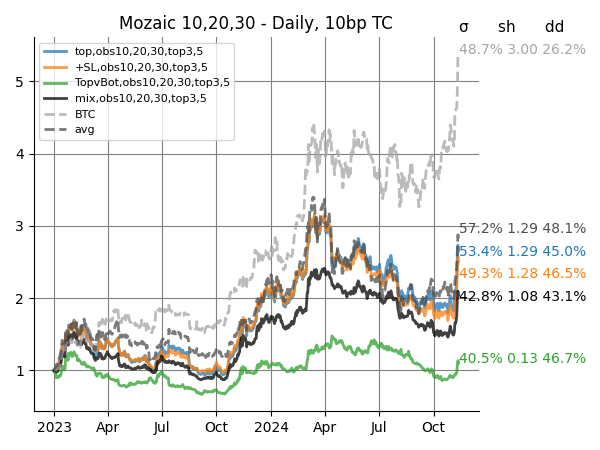 Mozaic 10,20,30 - Daily, 10bp TC
σ sh dd
top,obs10,20,30,top3,5
+SL,obs10,20,30,top3,5
TopvBot,obs10,20,30,top3,5
mix,obs10,20,30,top3,5
BTC
avg
48.7% 3.00 26.2%
57.2% 1.29 48.1%
53.4% 1.29 45.0%
49.3% 1.28 46.5%
42.8% 1.08 43.1%
40.5% 0.13 46.7%
5
4
3
2
1
2023 Apr Jul Oct 2024 Apr Jul Oct